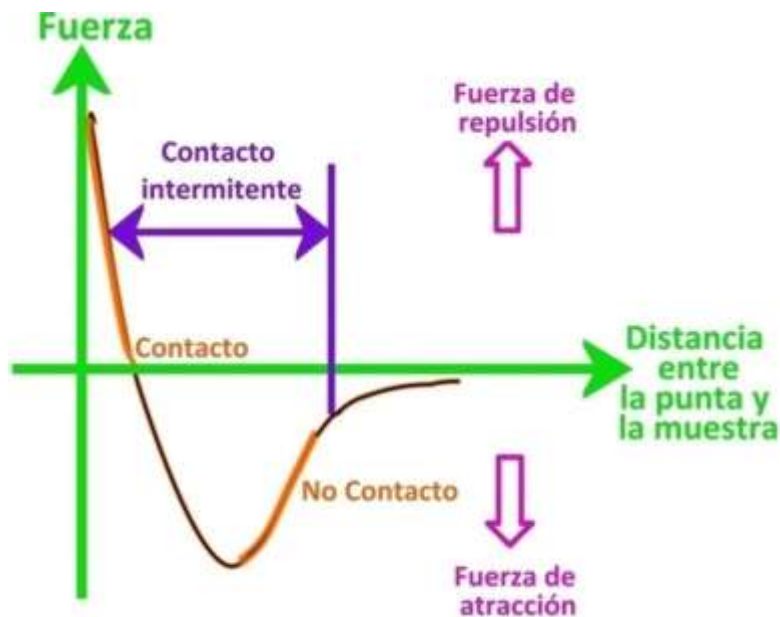 Fuerza
Fuerza de
repulsión
Contacto
intermitente
Contacto
Distancia
entre
la punta y
la muestra
No Contacto
Fuerza de
atracción